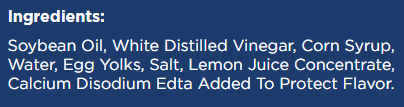 Ingredients:
Soybean Oil, White Distilled Vinegar, Corn Syrup,
Water, Egg Yolks, Salt, Lemon Juice Concentrate,
Calcium Disodium Edta Added To Protect Flavor.